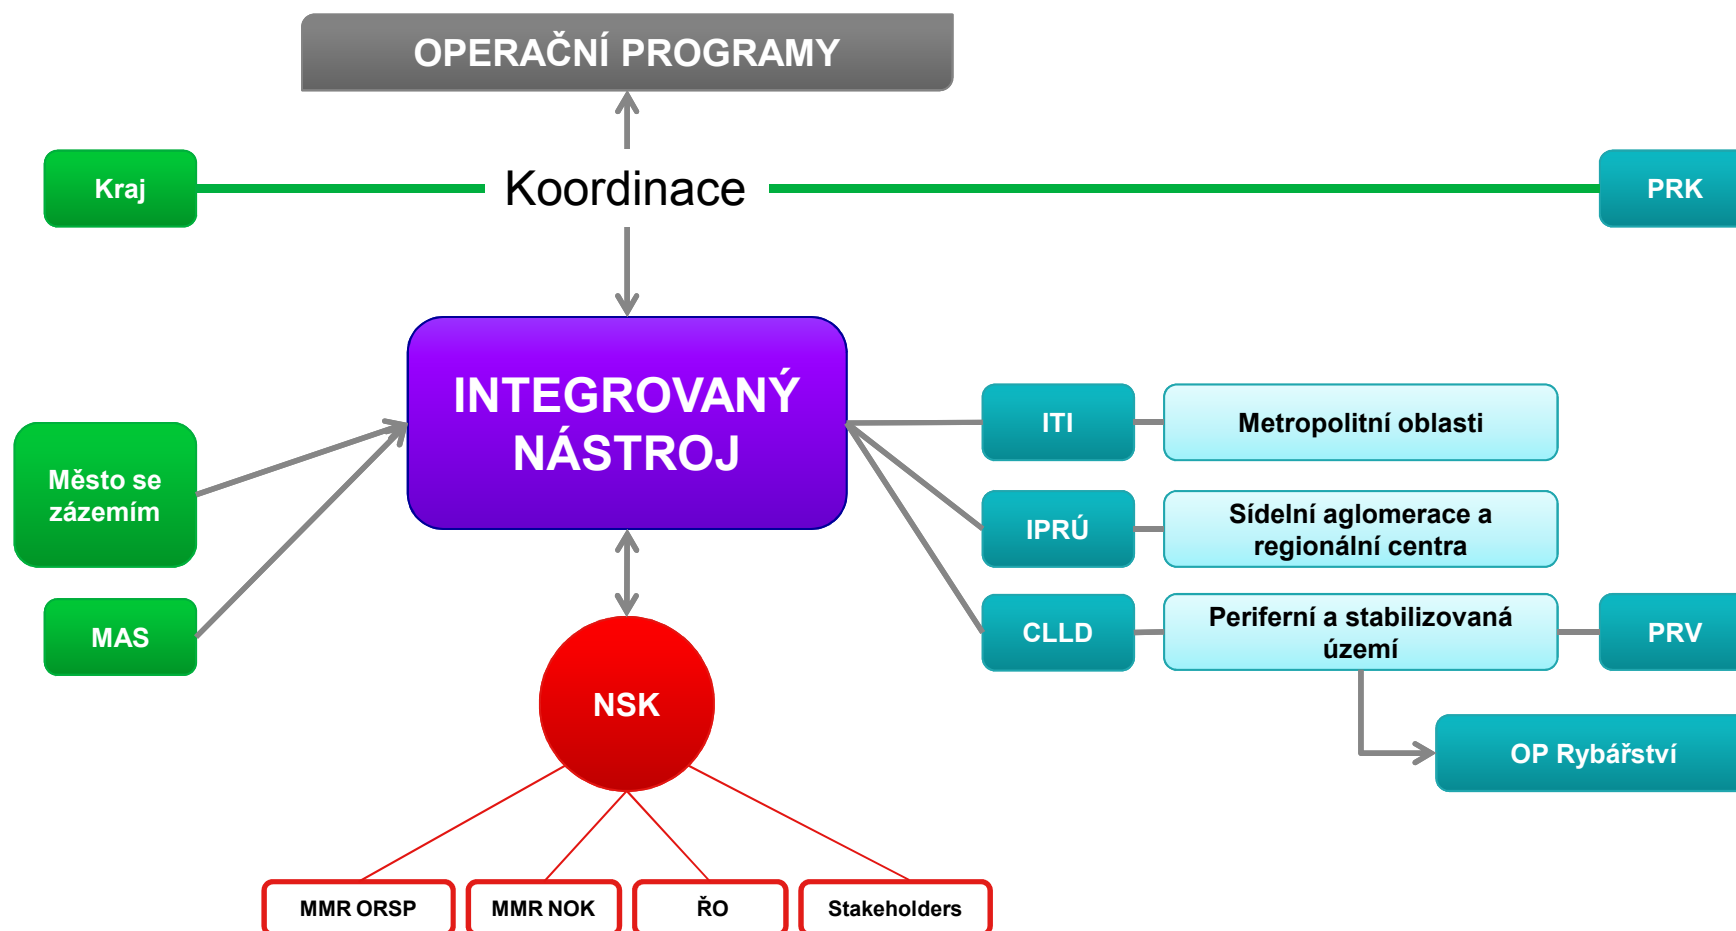 OPERAČNÍ PROGRAMY
Kraj
Koordinace
PRK
INTEGROVANÝ
NÁSTROJ
ITI
Metropolitní oblasti
Město se
zázemím
IPRÚ
Sídelní aglomerace a
regionální centra
MAS
CLLD
Periferní a stabilizovaná
území
PRV
NSK
OP Rybářství
MMR ORSP
MMR NOK
ŘO
Stakeholders